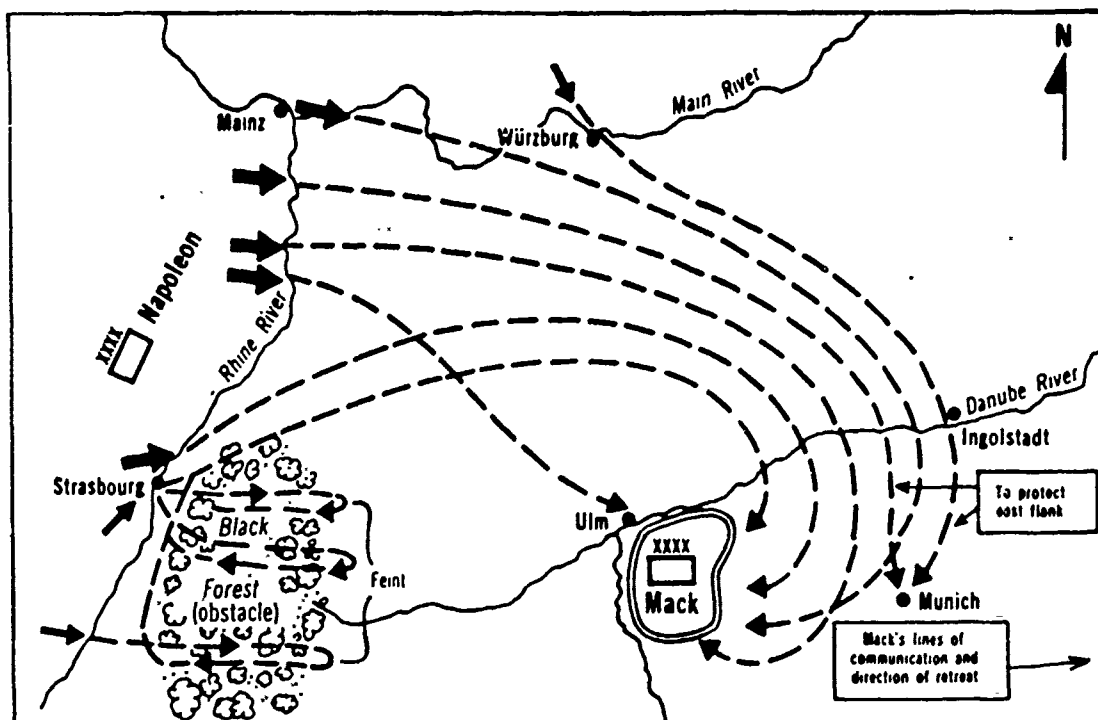 N
Main River
Mainz
Würzburg
XXXX
Napoleon
Rhine River
Danube River
Ingolstadt
Strasbourg
To protect
east flank
Ulm
Black
XXXX
Feint
Forest
(obstacle)
Mack
Munich
Mack's lines of
communication and
direction of retreat